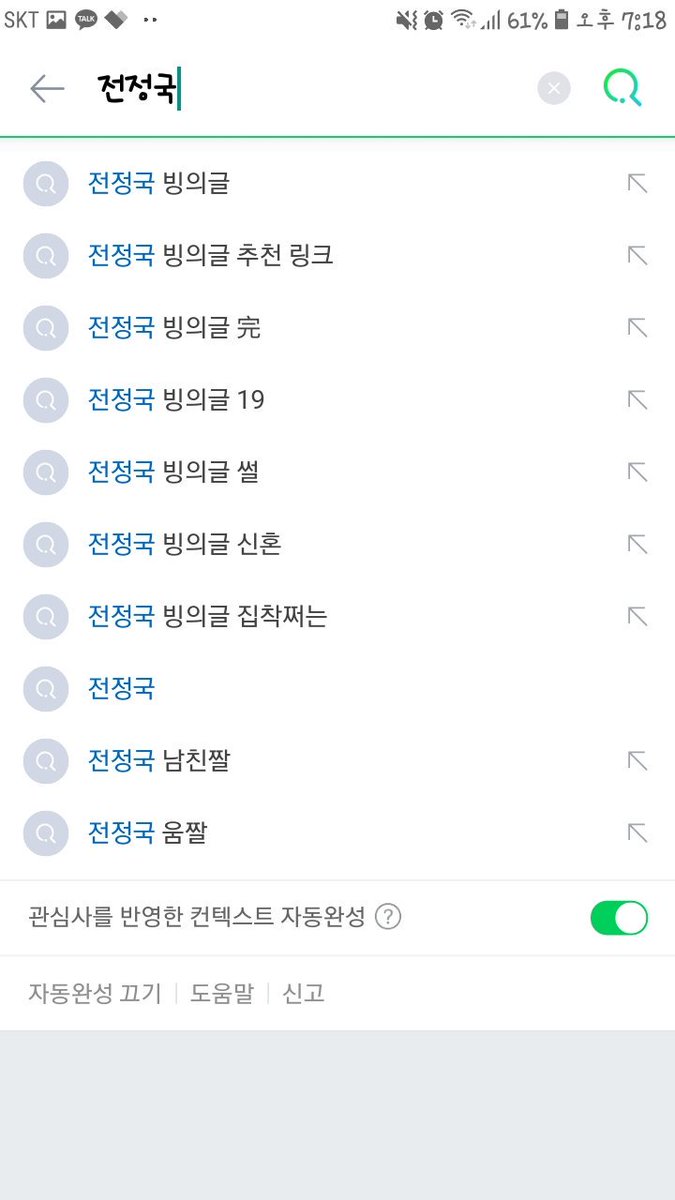 SKT TALK 61% 오후 7:18
전정국
전정국 빙의글
전정국 빙의글 추천 링크
전정국 빙의글 完
전정국 빙의글 19
전정국 빙의글 썰
전정국 빙의글 신혼
전정국 빙의글 집착쩌는
전정국
전정국 남친짤
전정국 움짤
관심사를 반영한 컨텍스트 자동완성 ?
자동완성 끄기 | 도움말 | 신고